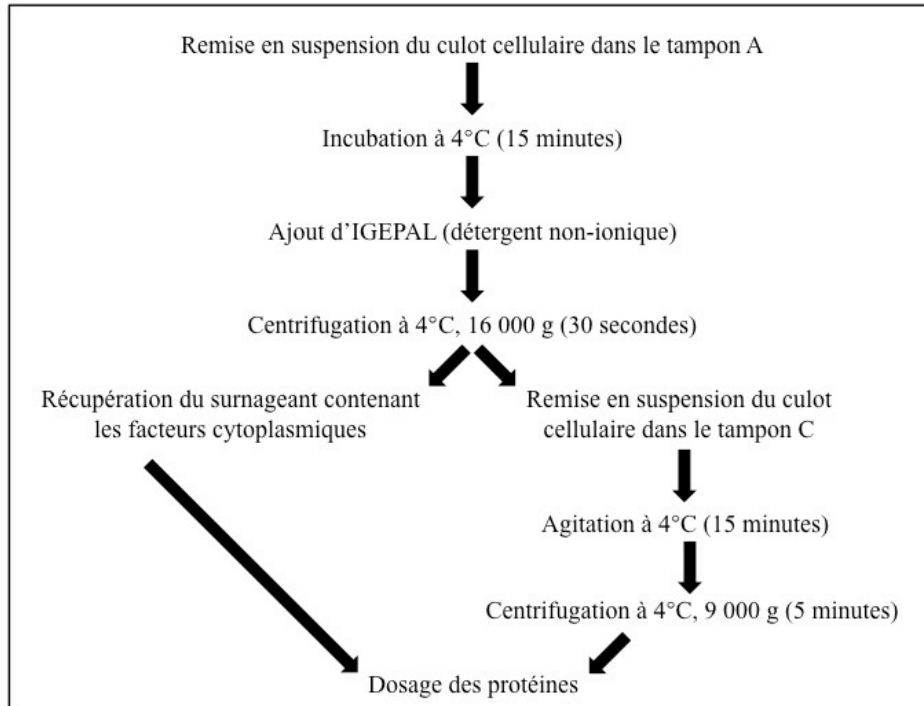 Remise en suspension du culot cellulaire dans le tampon A
Incubation à 4°C (15 minutes)
Ajout d'IGEPAL (détergent non-ionique)
Centrifugation à 4°C, 16 000 g (30 secondes)
Récupération du surnageant contenant
les facteurs cytoplasmiques
Remise en suspension du culot
cellulaire dans le tampon C
Agitation à 4°C (15 minutes)
Centrifugation à 4°C, 9 000 g (5 minutes)
Dosage des protéines